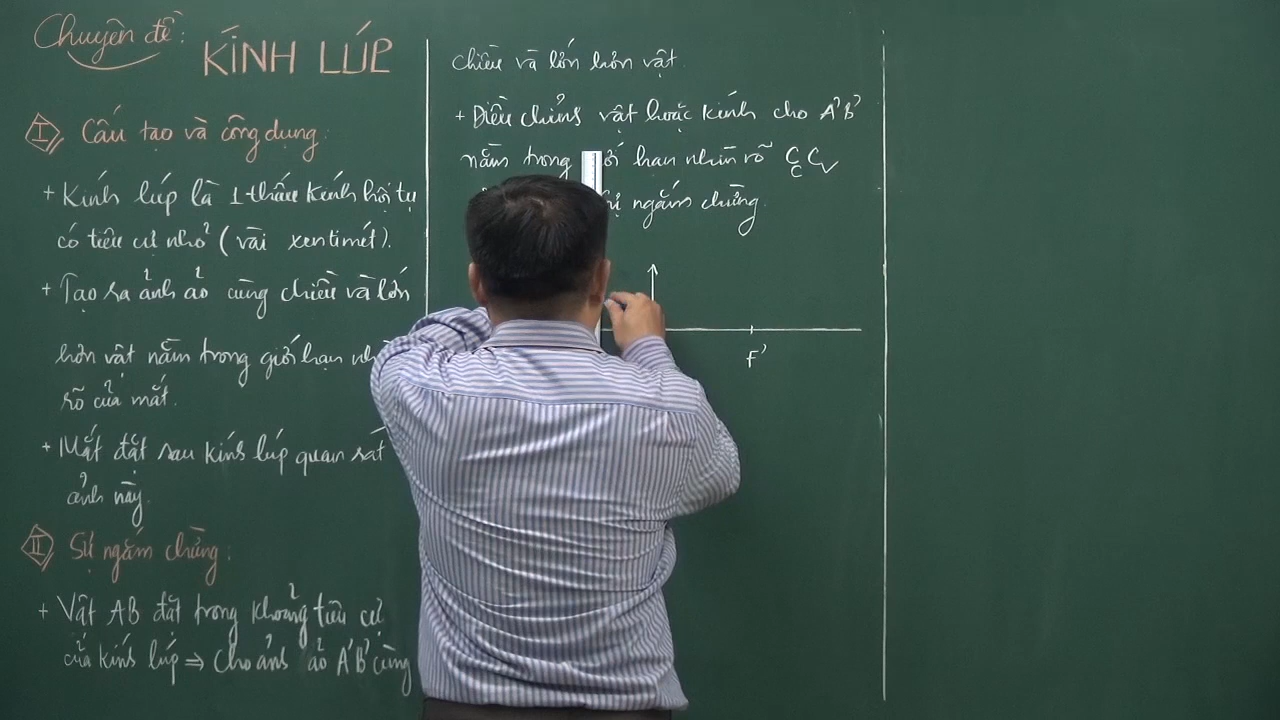 Chuyên đề:
KÍNH LÚP
I Cấu tạo và công dụng:
+ Kính lúp là 1 thấu kính hội tụ
có tiêu cự nhỏ (vài xentimét).
+ Tạo ra ảnh ảo cùng chiều và lớn
hơn vật nằm trong giới hạn
rõ của mắt.
+ Mắt đặt sau kính lúp quan sát
ảnh này.
II Sự ngắm chừng:
+ Vật AB đặt trong khoảng tiêu cự
của kính lúp ⇒ Cho ảnh ảo A'B' cùng
chiều và lớn hơn vật.
+ Điều chỉnh vật hoặc kính cho A'B'
nằm trong hạn nhìn rõ CcCv
ngắm chừng.
F'